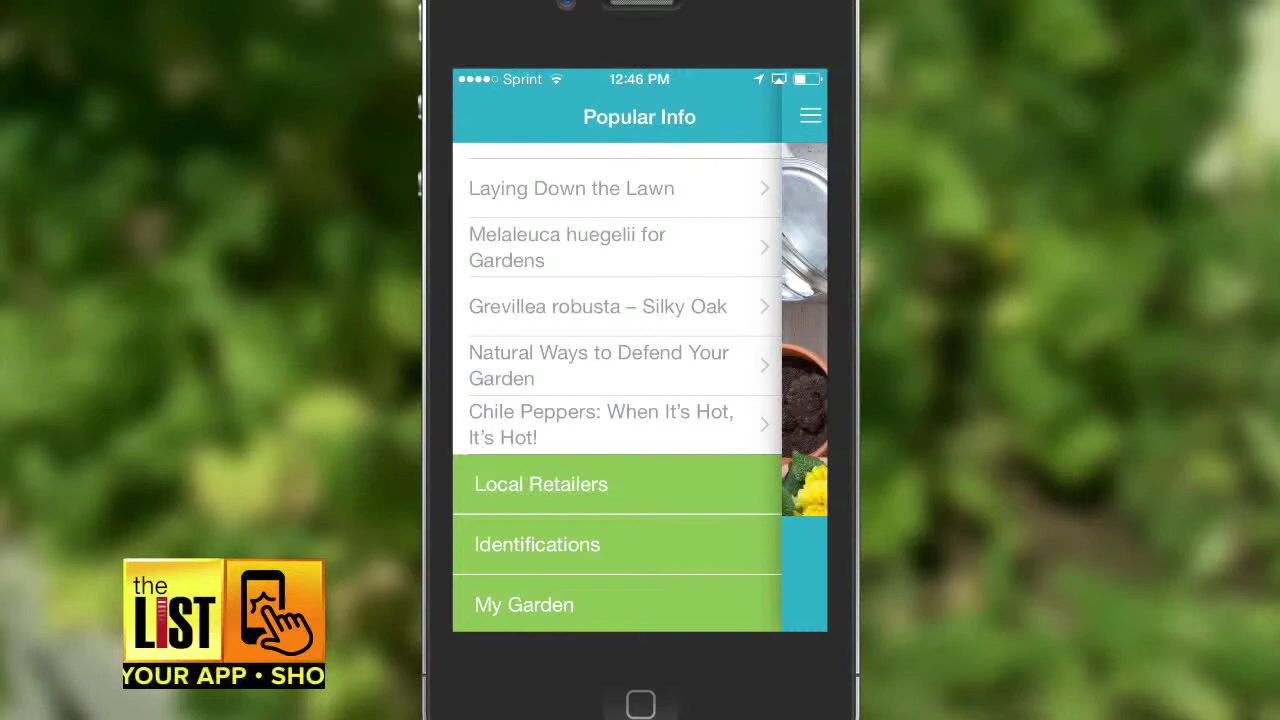 Sprint 12:46 PM
Popular Info
Laying Down the Lawn
Melaleuca huegelii for
Gardens
Grevillea robusta – Silky Oak
Natural Ways to Defend Your
Garden
Chile Peppers: When It's Hot,
It's Hot!
Local Retailers
Identifications
My Garden
the
LIST
YOUR APP • SHO